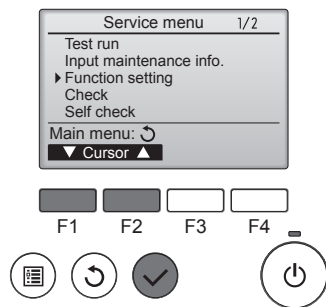 Service menu 1/2
Test run
Input maintenance info.
Function setting
Check
Self check
Main menu:
▼ Cursor ▲
F1 F2 F3 F4